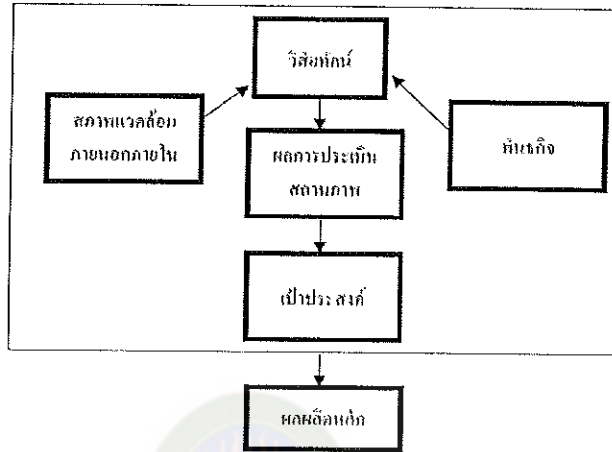 วิสัยทัศน์
สภาพแวดล้อม
ภายนอกภายใน
ผลการประเมิน
สถานภาพ
พันธกิจ
เป้าประสงค์
ผลผลิตหลัก